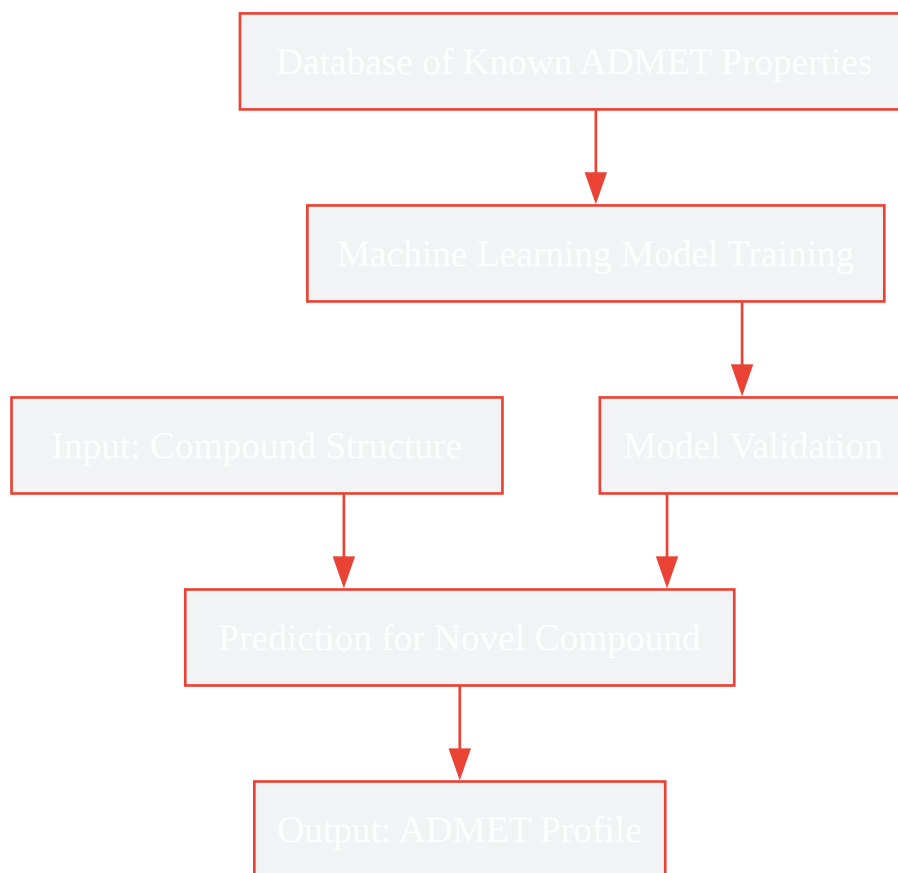 Database of Known ADMET Properties
Machine Learning Model Training
Input: Compound Structure
Model Validation
Prediction for Novel Compound
Output: ADMET Profile